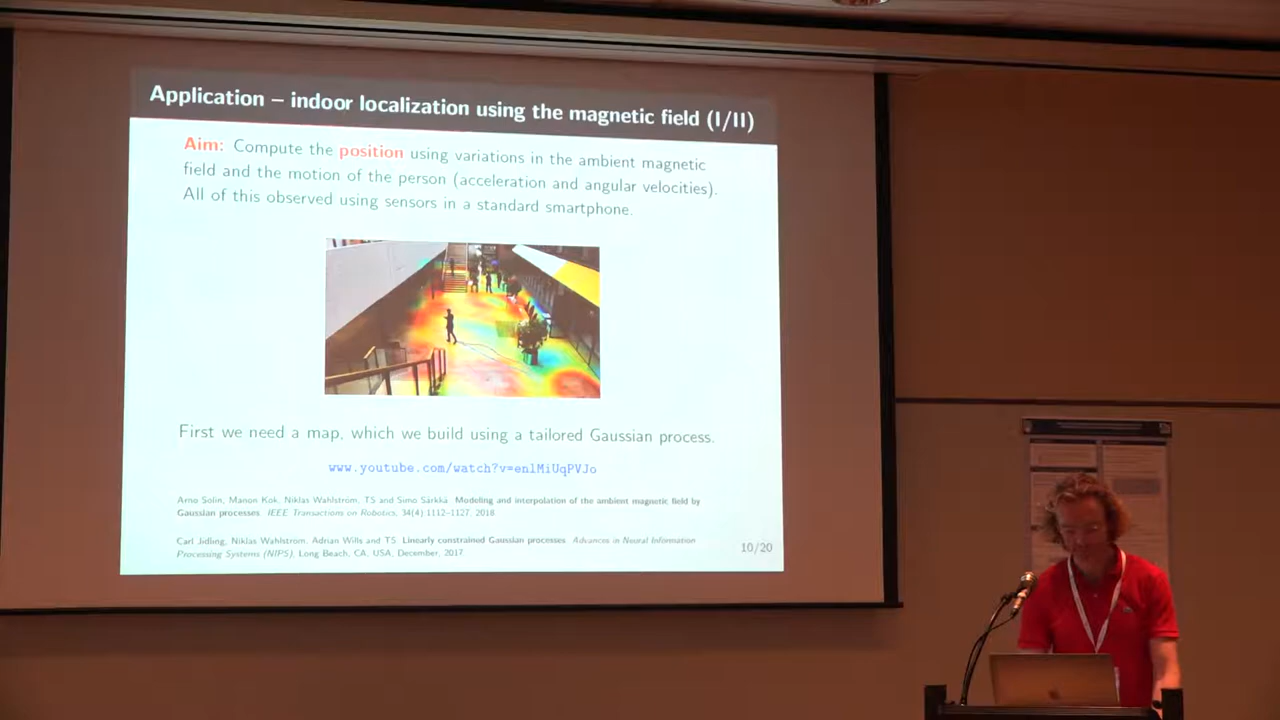 Application – indoor localization using the magnetic field (I/II)
Aim: Compute the position using variations in the ambient magnetic
field and the motion of the person (acceleration and angular velocities).
All of this observed using sensors in a standard smartphone.
First we need a map, which we build using a tailored Gaussian process.
www.youtube.com/watch?v=enlMiUqPVJo
Arno Solin, Manon Kok, Niklas Wahlström, TS and Simo Särkkä. Modeling and interpolation of the ambient magnetic field by
Gaussian processes. IEEE Transactions on Robotics, 34(4) 1112–1127, 2018.
Carl Jidling, Niklas Wahlström, Adrian Wills and TS. Linearly constrained Gaussian processes. Advances in Neural Information
Processing Systems (NIPS), Long Beach, CA, USA, December, 2017.
10/20